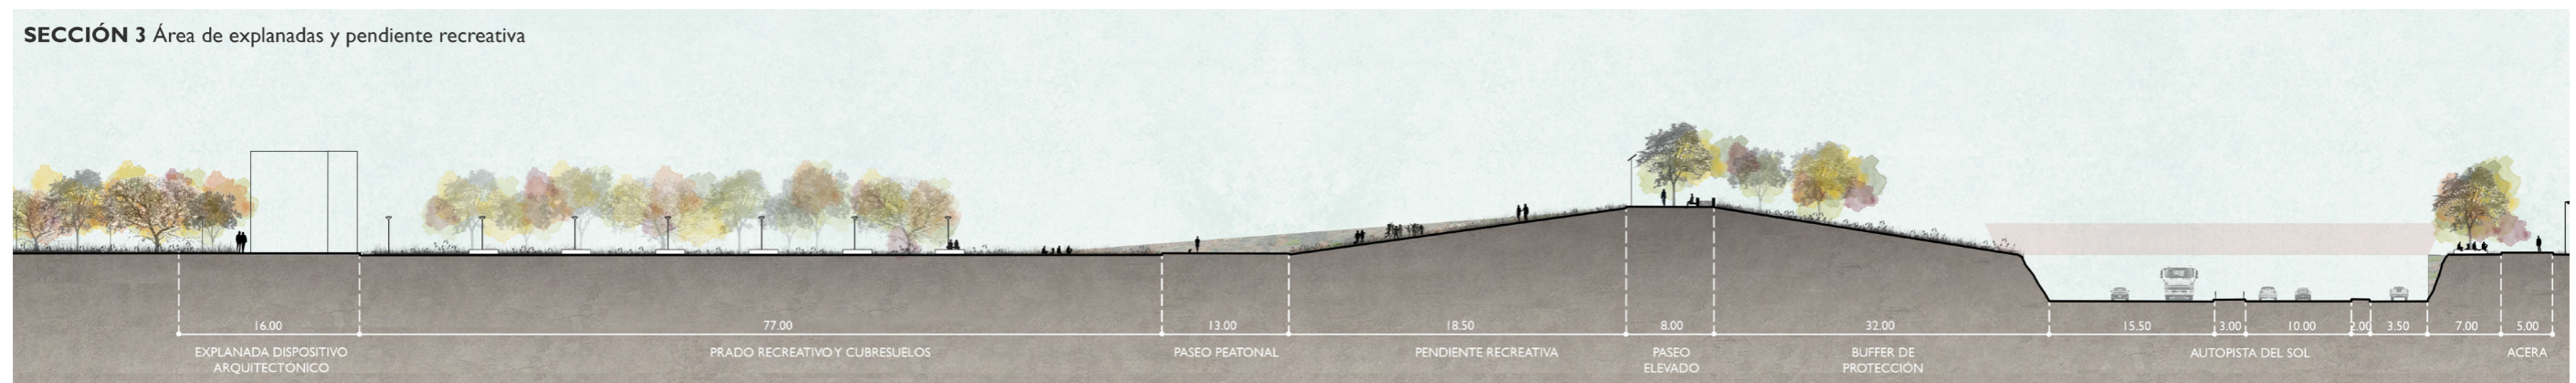 SECCIÓN 3 Área de explanadas y pendiente recreativa
16.00
77.00
13.00
18.50
8.00
32.00
15.50
3.00
10.00
2.00
3.50
7.00
5.00
EXPLANADA DISPOSITIVO
ARQUITECTÓNICO
PRADO RECREATIVO Y CUBRESUELOS
PASEO PEATONAL
PENDIENTE RECREATIVA
PASEO
ELEVADO
BUFFER DE
PROTECCIÓN
AUTOPISTA DEL SOL
ACERA